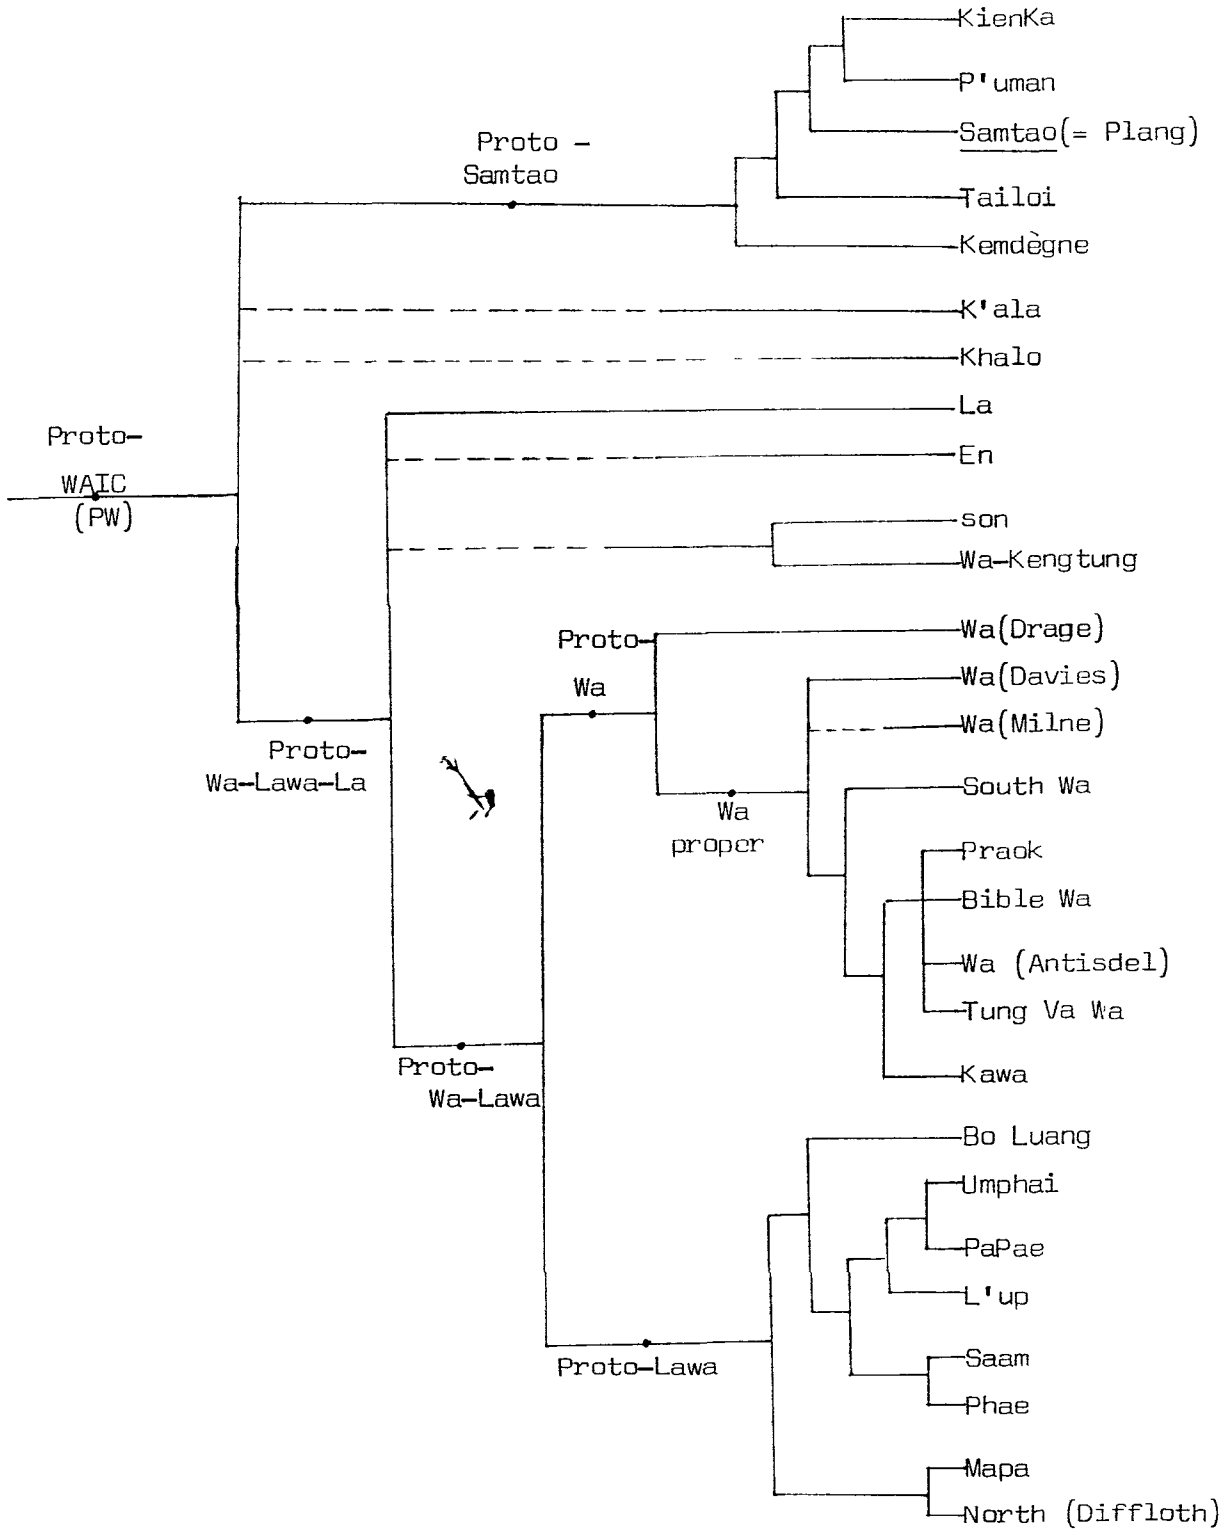 KienKa
P'uman
Proto –
Samtao
Samtao(= Plang)
Tailoi
Kemdègne
K'ala
Khalo
La
Proto–
WAIC
(PW)
En
son
Wa–Kengtung
Proto–
Wa
Wa(Drage)
Wa(Davies)
Wa(Milne)
Proto–
Wa–Lawa–La
South Wa
Wa
proper
Praok
Bible Wa
Wa (Antisdel)
Tung Va Wa
Proto–
Wa–Lawa
Kawa
Bo Luang
Umphai
PaPae
L'up
Proto–Lawa
Saam
Phae
Mapa
North (Diffloth)